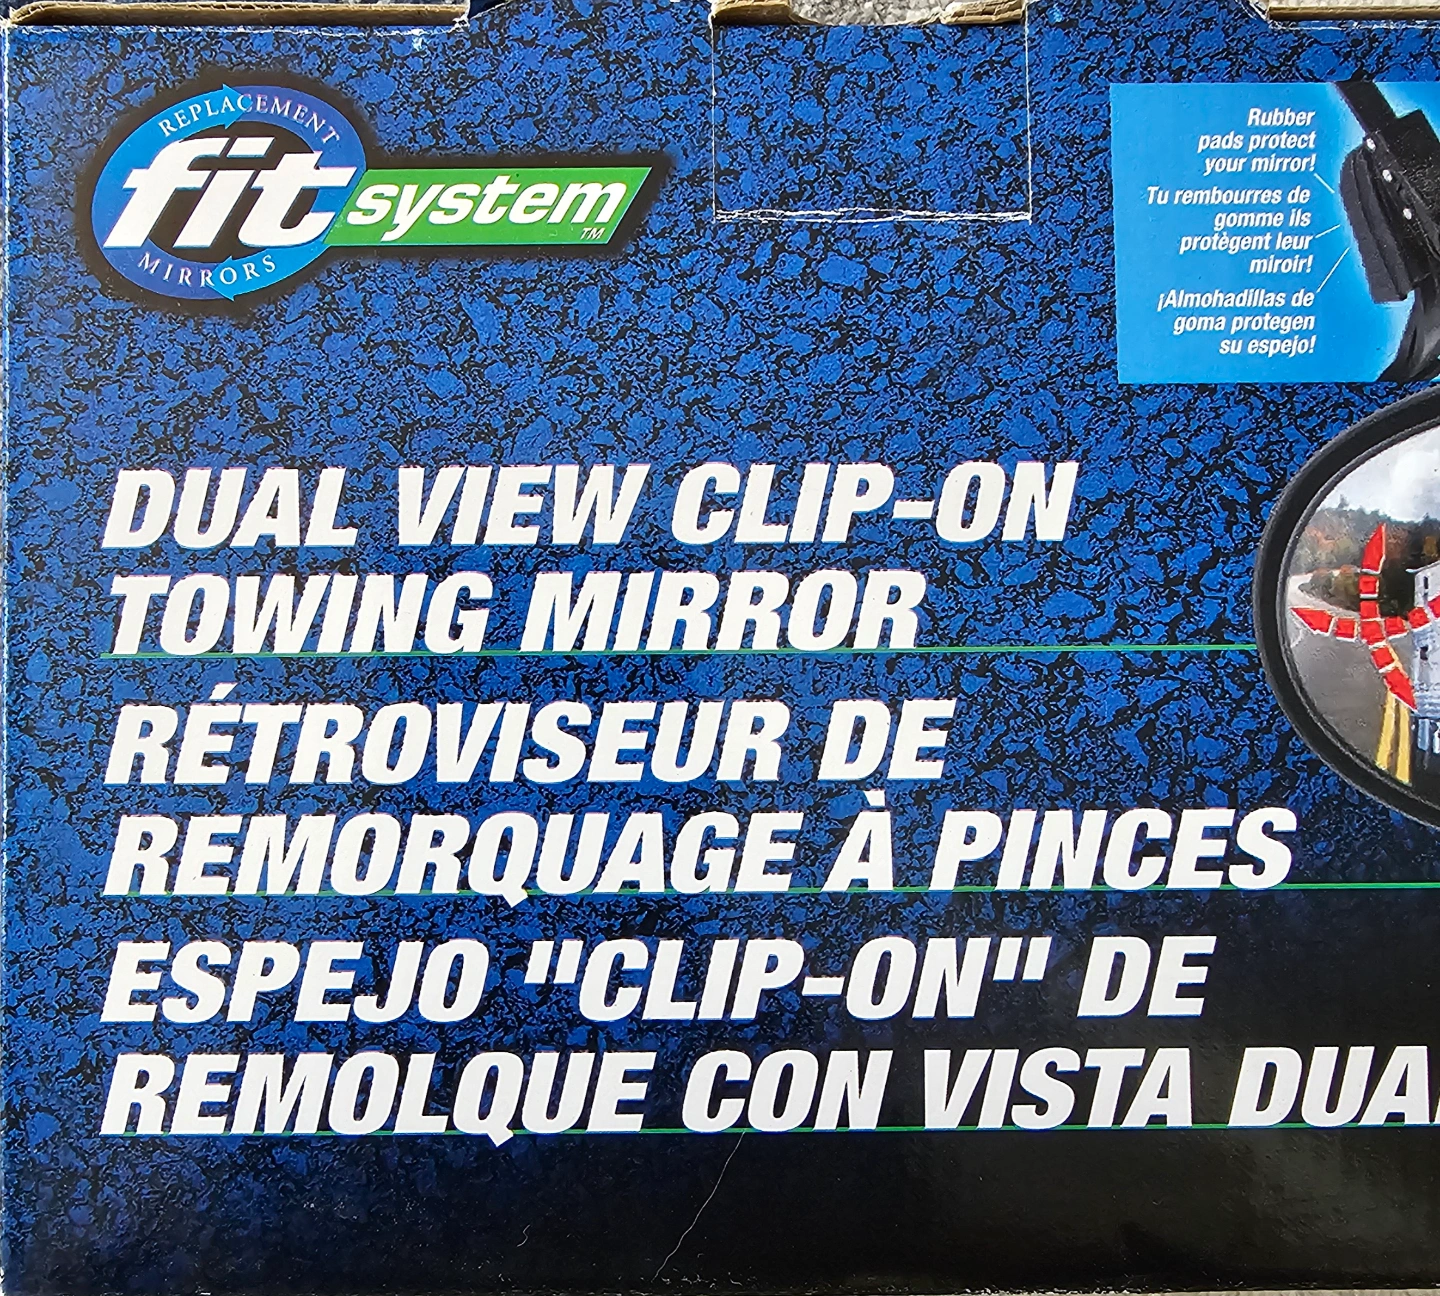 REPLACEMENT
fit system™
MIRRORS
Rubber
pads protect
your mirror!
Tu rembourres de
gomme ils
protègent leur
miroir!
¡Almohadillas de
goma protegen
su espejo!
DUAL VIEW CLIP-ON
TOWING MIRROR
RÉTROVISEUR DE
REMORQUAGE À PINCES
ESPEJO "CLIP-ON" DE
REMOLQUE CON VISTA DUA